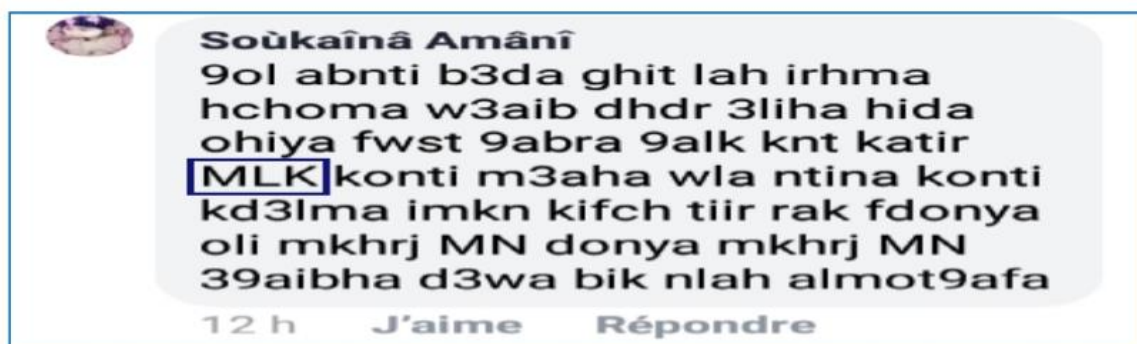 Soùkaînâ Amânî
9ol abnti b3da ghit lah irhma
hchoma w3aib dhdr 3liha hida
ohiya fwst 9abra 9alk knt katir
MLK konti m3aha wla ntina konti
kd3lma imkn kifch tiir rak fdonya
oli mkhrj MN donya mkhrj MN
39aibha d3wa bik nlah almot9afa
12 h J'aime Répondre